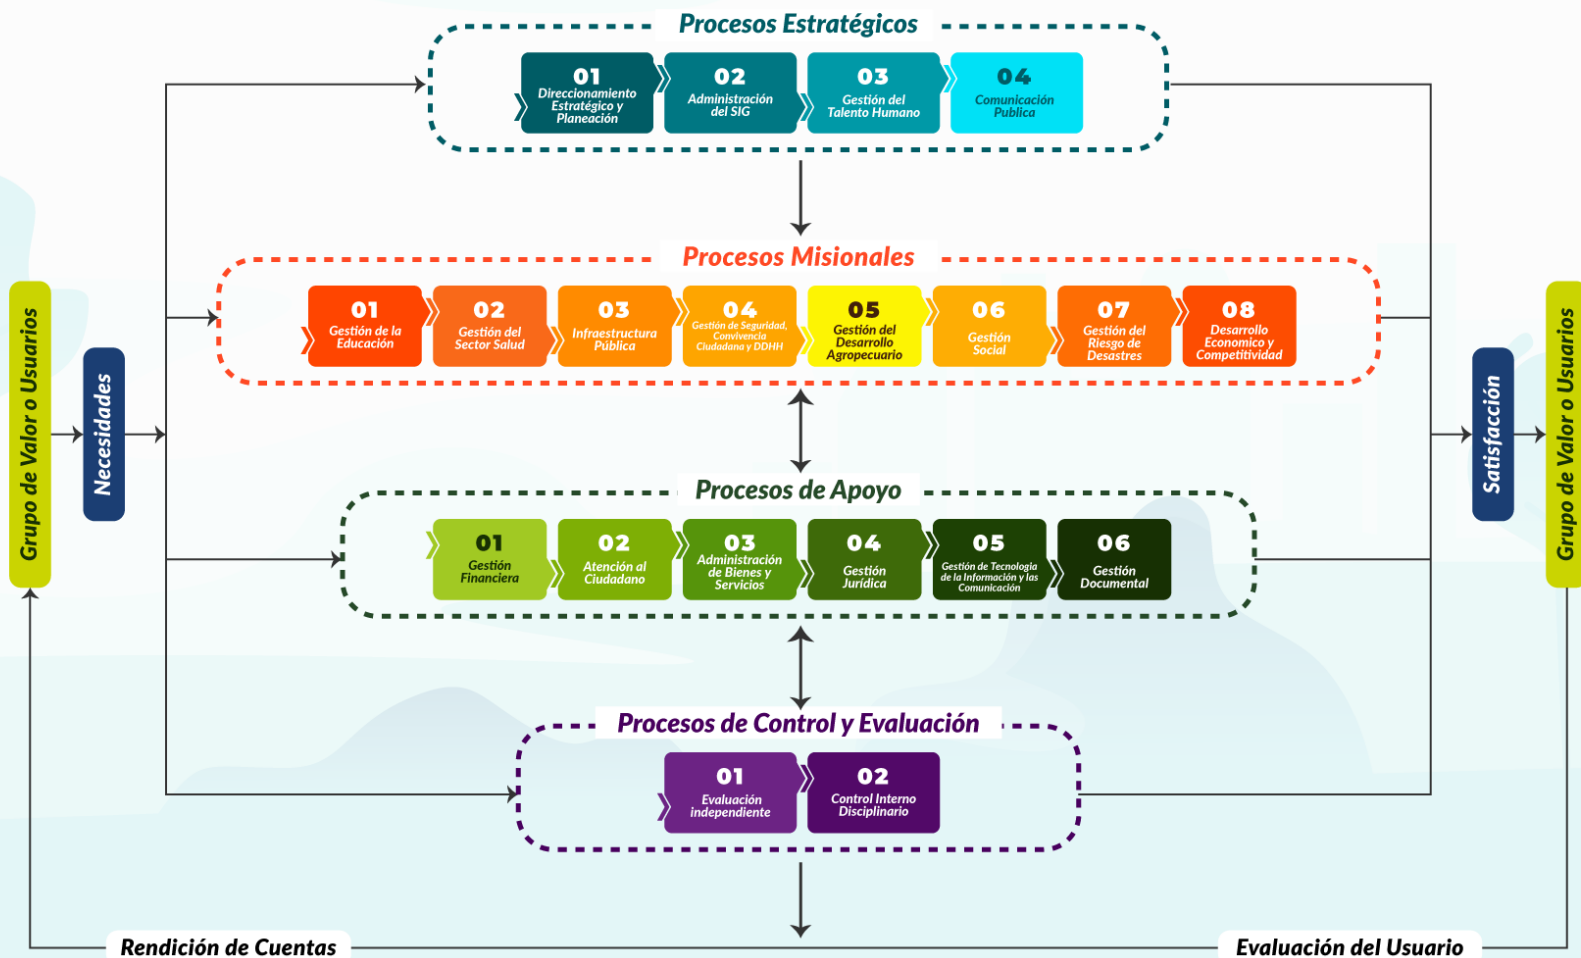 Procesos Estratégicos
01
Direccionamiento
Estratégico y
Planeación
02
Administración
del SIG
03
Gestión del
Talento Humano
04
Comunicación
Publica
Procesos Misionales
01
Gestión de la
Educación
02
Gestión del
Sector Salud
03
Infraestructura
Pública
04
Gestión de Seguridad,
Convivencia
Ciudadana y DDHH
05
Gestión del
Desarrollo
Agropecuario
06
Gestión
Social
07
Gestión del
Riesgo de
Desastres
08
Desarrollo
Economico y
Competitividad
Grupo de Valor o Usuarios
Necesidades
Satisfacción
Grupo de Valor o Usuarios
Procesos de Apoyo
01
Gestión
Financiera
02
Atención al
Ciudadano
03
Administración
de Bienes y
Servicios
04
Gestión
Jurídica
05
Gestión de Tecnologia
de la Información y las
Comunicación
06
Gestión
Documental
Procesos de Control y Evaluación
01
Evaluación
independiente
02
Control Interno
Disciplinario
Rendición de Cuentas
Evaluación del Usuario